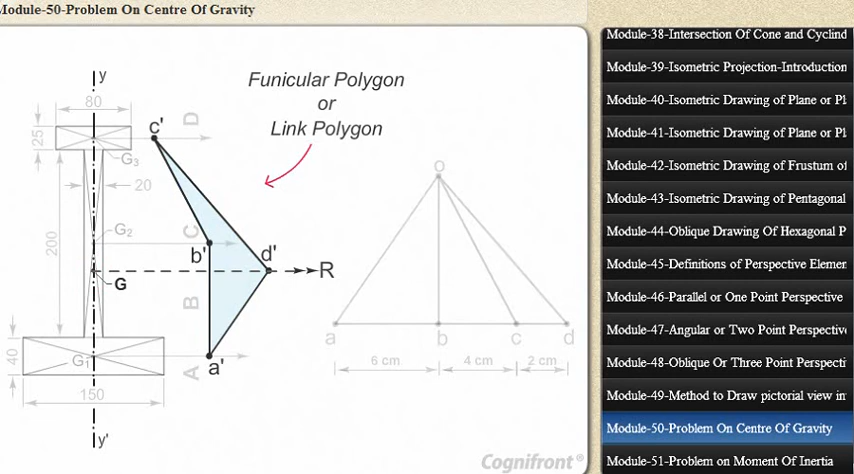 Module-50-Problem On Centre Of Gravity
y
80
Funicular Polygon
or
Link Polygon
c'
D
25
G3
20
O
200
G2
C
b'
d'
R
G
B
a
b
c
d
40
G1
A
a'
6 cm
4 cm
2 cm
150
y'
Cognifront®
Module-38-Intersection Of Cone and Cylind
Module-39-Isometric Projection-Introduction
Module-40-Isometric Drawing of Plane or Pl
Module-41-Isometric Drawing of Plane or Pl
Module-42-Isometric Drawing of Frustum of
Module-43-Isometric Drawing of Pentagonal
Module-44-Oblique Drawing Of Hexagonal P
Module-45-Definitions of Perspective Elemen
Module-46-Parallel or One Point Perspective
Module-47-Angular or Two Point Perspective
Module-48-Oblique Or Three Point Perspecti
Module-49-Method to Draw pictorial view in
Module-50-Problem On Centre Of Gravity
Module-51-Problem on Moment Of Inertia